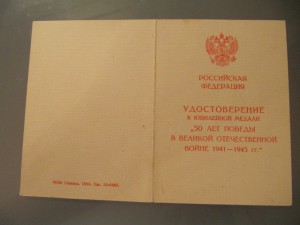 РОССИЙСКАЯ
ФЕДЕРАЦИЯ
УДОСТОВЕРЕНИЕ
К ЮБИЛЕЙНОЙ МЕДАЛИ
„50 ЛЕТ ПОБЕДЫ
В ВЕЛИКОЙ ОТЕЧЕСТВЕННОЙ
ВОЙНЕ 1941—1945 гг."